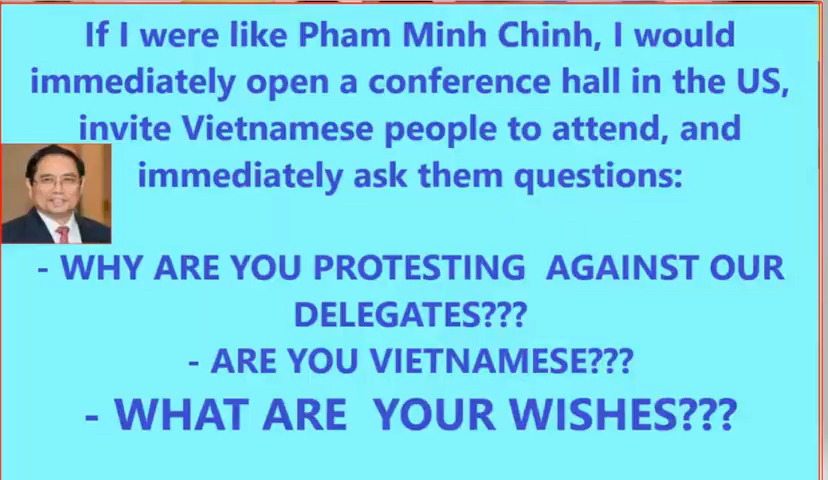 If I were like Pham Minh Chinh, I would
immediately open a conference hall in the US,
invite Vietnamese people to attend, and
immediately ask them questions:
- WHY ARE YOU PROTESTING  AGAINST OUR
DELEGATES???
- ARE YOU VIETNAMESE???
- WHAT ARE  YOUR WISHES???